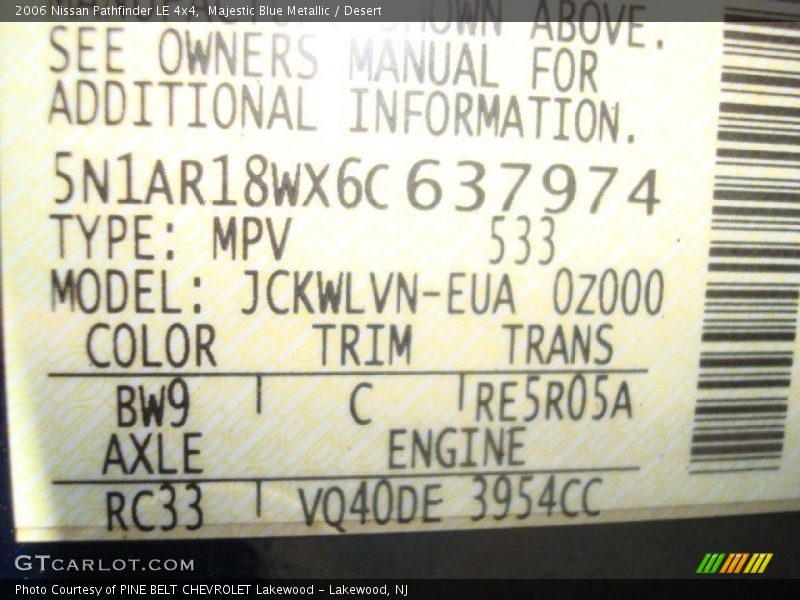 2006 Nissan Pathfinder LE 4x4, Majestic Blue Metallic / Desert
SHOWN ABOVE.
SEE OWNERS MANUAL FOR
ADDITIONAL INFORMATION.
5N1AR18WX6C637974
TYPE: MPV 533
MODEL: JCKWLVN-EUA 0Z000
COLOR TRIM TRANS
BW9 C RE5R05A
AXLE ENGINE
RC33 VQ40DE 3954CC
GTCARLOT.COM
Photo Courtesy of PINE BELT CHEVROLET Lakewood - Lakewood, NJ